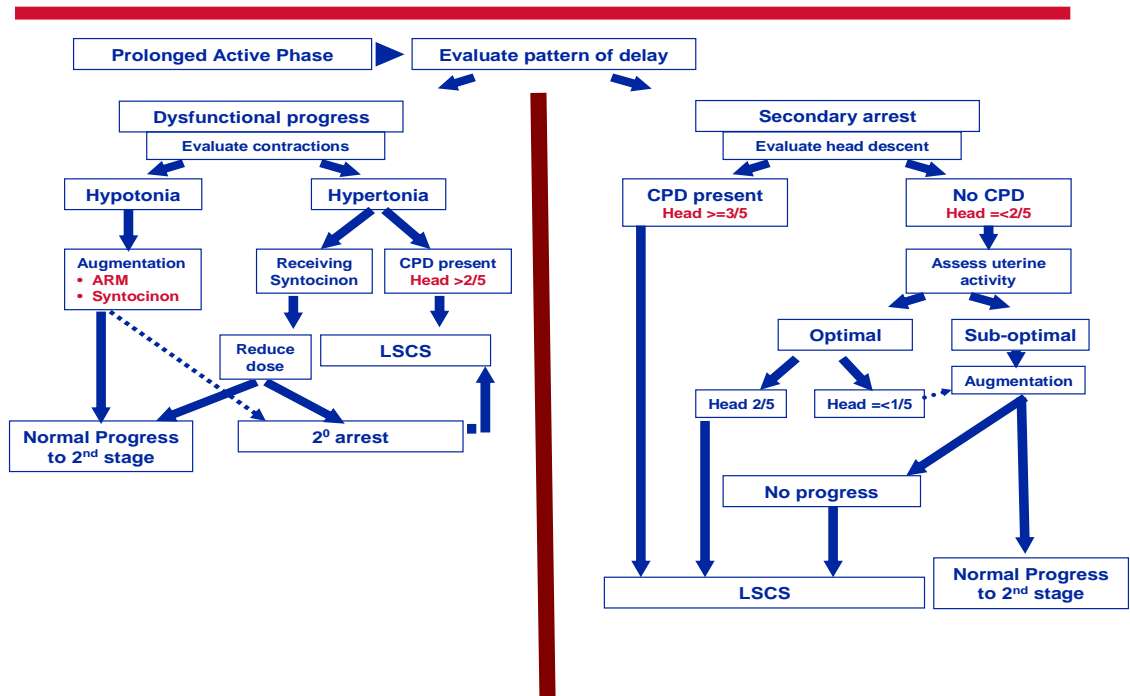 Prolonged Active Phase
Evaluate pattern of delay
Dysfunctional progress
Evaluate contractions
Hypotonia
Hypertonia
Augmentation
• ARM
• Syntocinon
Receiving
Syntocinon
CPD present
Head >2/5
Reduce
dose
LSCS
Normal Progress
to 2nd stage
2⁰ arrest
Secondary arrest
Evaluate head descent
CPD present
Head >=3/5
No CPD
Head =<2/5
Assess uterine
activity
Optimal
Sub-optimal
Head 2/5
Head =<1/5
Augmentation
No progress
LSCS
Normal Progress
to 2nd stage